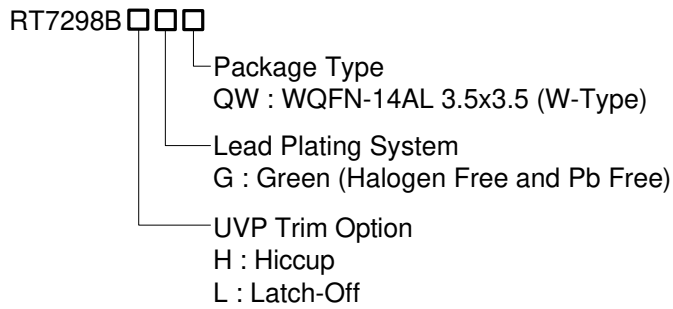 RT7298B
Package Type
QW : WQFN-14AL 3.5x3.5 (W-Type)
Lead Plating System
G : Green (Halogen Free and Pb Free)
UVP Trim Option
H : Hiccup
L : Latch-Off